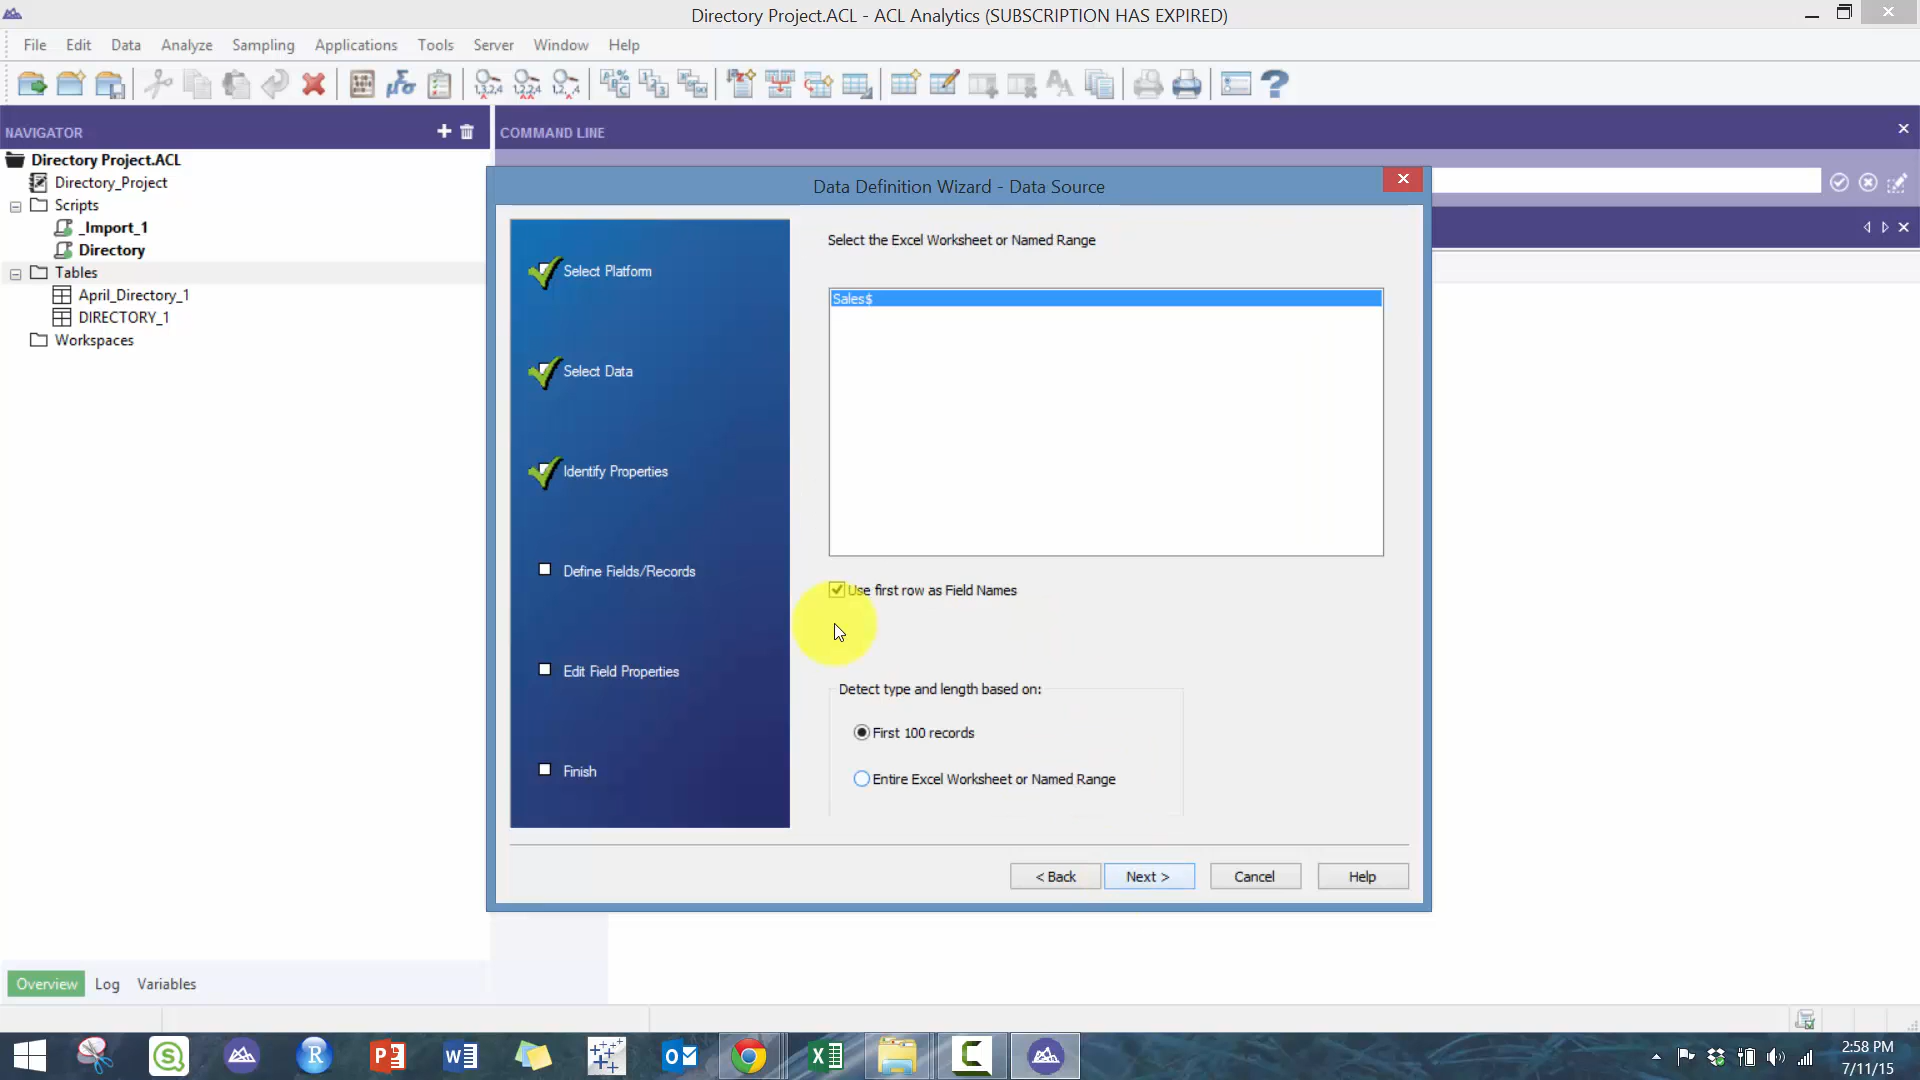 Directory Project.ACL - ACL Analytics (SUBSCRIPTION HAS EXPIRED)
File Edit Data Analyze Sampling Applications Tools Server Window Help
NAVIGATOR
COMMAND LINE
Directory Project.ACL
Directory_Project
Scripts
_Import_1
Directory
Tables
April_Directory_1
DIRECTORY_1
Workspaces
Data Definition Wizard - Data Source
Select Platform
Select Data
Identify Properties
Define Fields/Records
Edit Field Properties
Finish
Select the Excel Worksheet or Named Range
Sales$
Use first row as Field Names
Detect type and length based on:
First 100 records
Entire Excel Worksheet or Named Range
< Back Next > Cancel Help
Overview Log Variables
2:58 PM
7/11/15